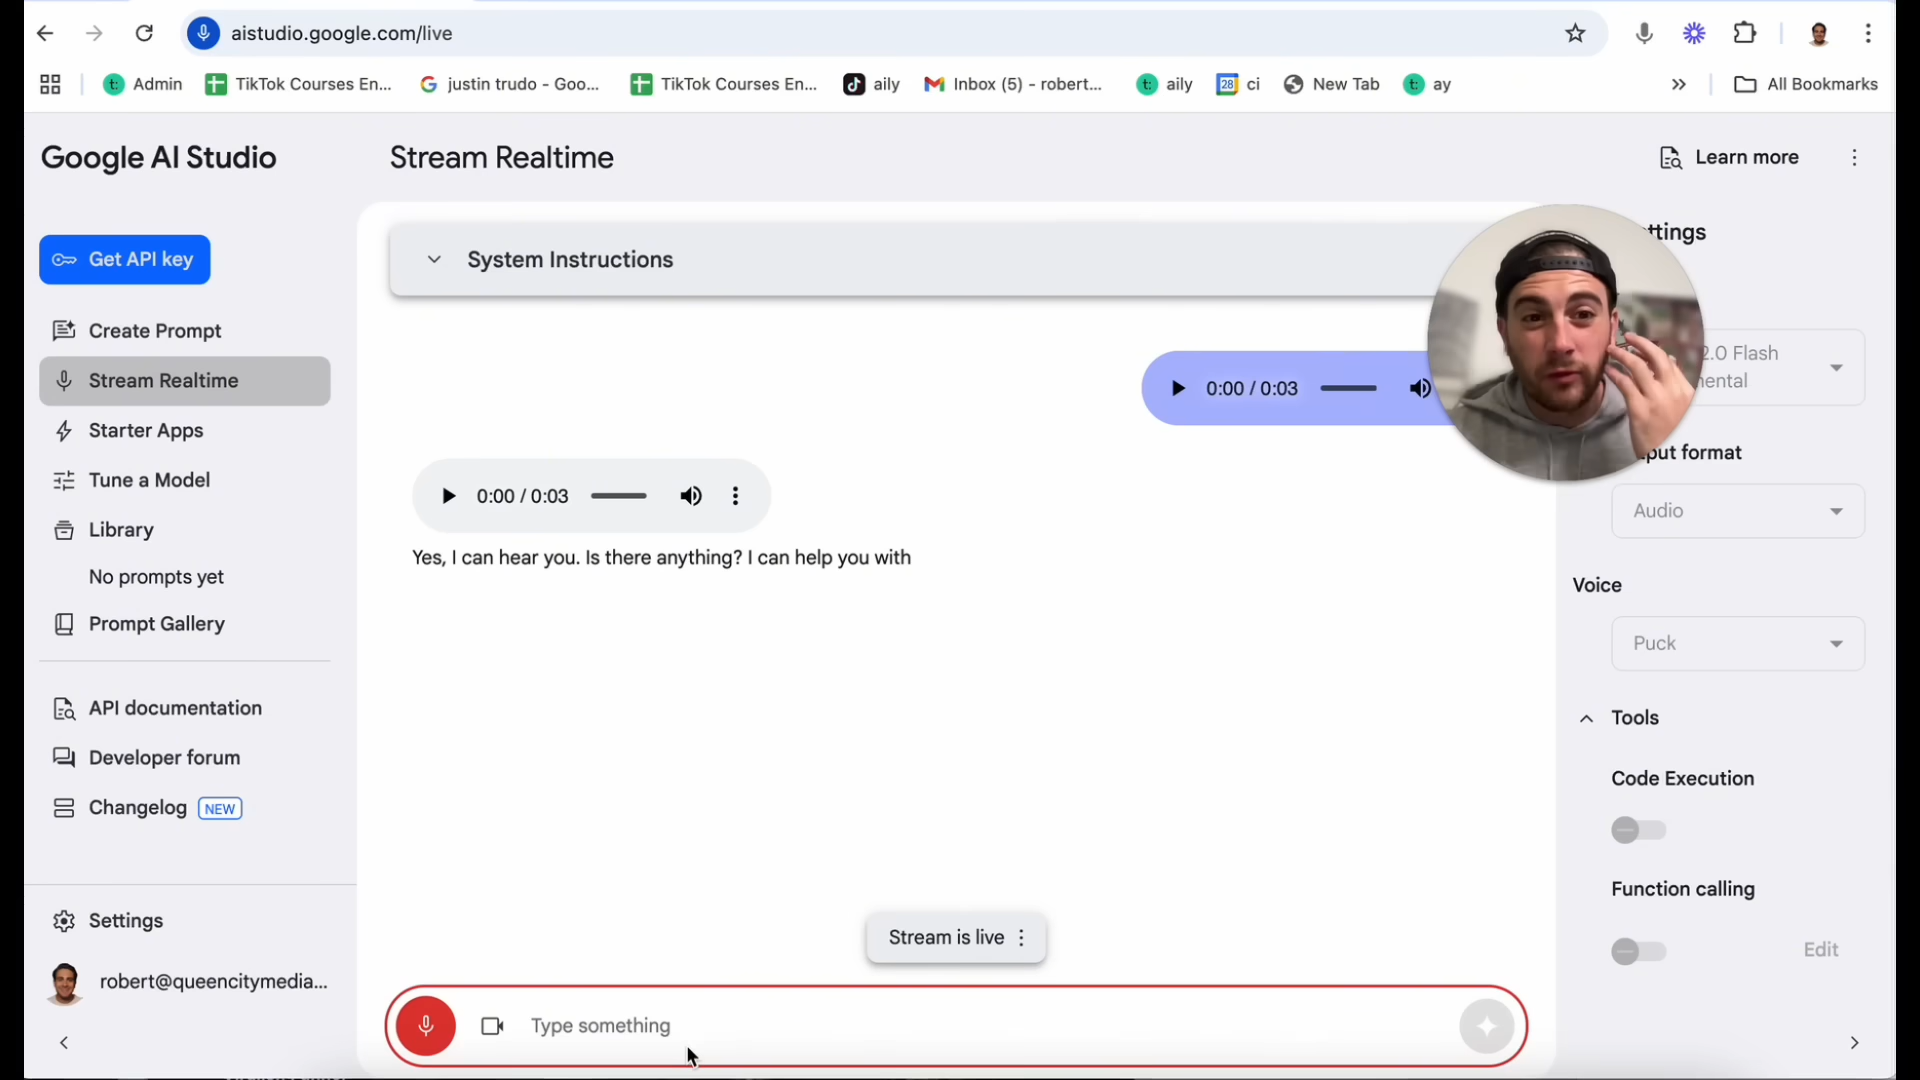 aistudio.google.com/live
Admin
TikTok Courses En...
justin trudo - Goo...
TikTok Courses En...
aily
Inbox (5) - robert...
aily
28
ci
New Tab
ay
All Bookmarks
Google AI Studio
Stream Realtime
Learn more
Get API key
System Instructions
ttings
Create Prompt
Stream Realtime
0:00 / 0:03
2.0 Flash
mental
Starter Apps
put format
Tune a Model
0:00 / 0:03
Audio
Library
Yes, I can hear you. Is there anything? I can help you with
No prompts yet
Voice
Prompt Gallery
Puck
API documentation
Tools
Developer forum
Code Execution
Changelog NEW
Function calling
Settings
Stream is live
Edit
robert@queencitymedia...
Type something